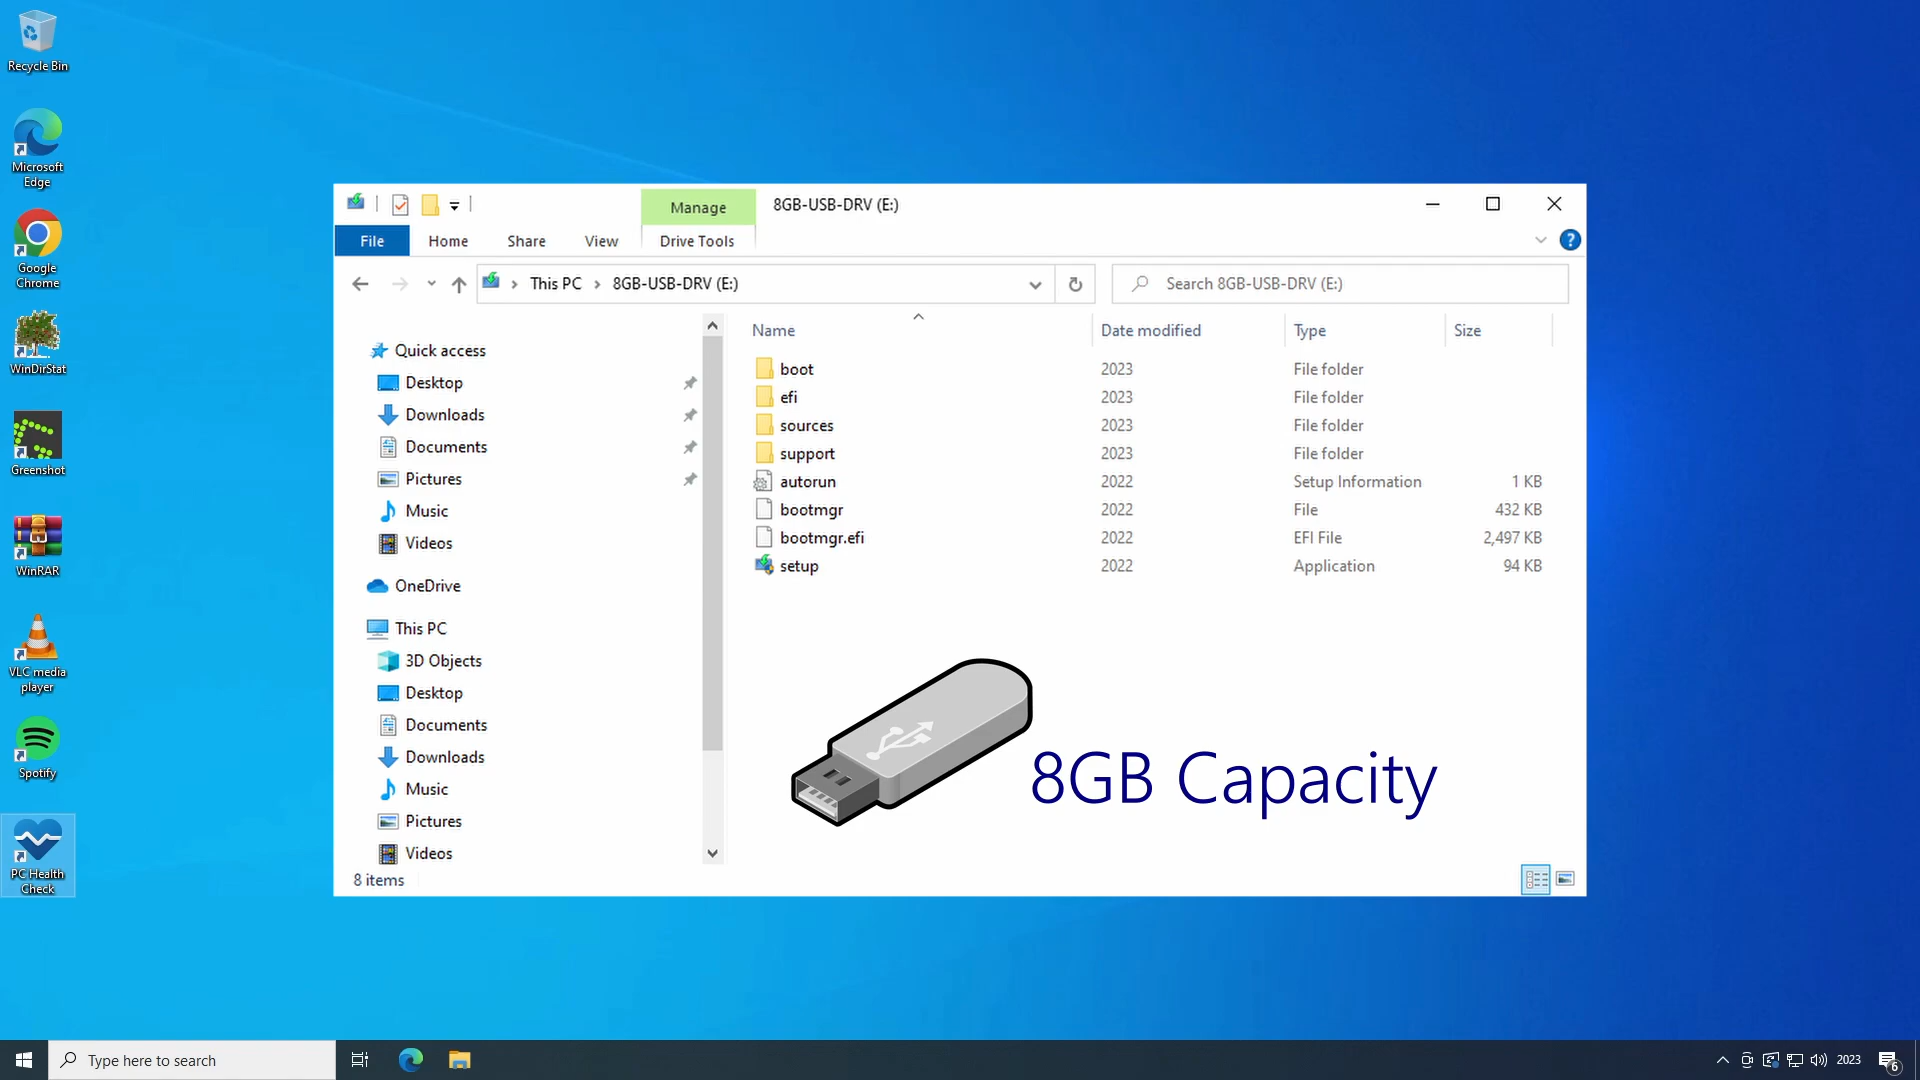 Recycle Bin
Microsoft
Edge
Google
Chrome
WinDirStat
Greenshot
WinRAR
VLC media
player
Spotify
PC Health
Check
Manage
8GB-USB-DRV (E:)
File
Home
Share
View
Drive Tools
?
This PC
8GB-USB-DRV (E:)
Search 8GB-USB-DRV (E:)
Quick access
Desktop
Downloads
Documents
Pictures
Music
Videos
OneDrive
This PC
3D Objects
Desktop
Documents
Downloads
Music
Pictures
Videos
Name Date modified Type Size
boot 2023 File folder
efi 2023 File folder
sources 2023 File folder
support 2023 File folder
autorun 2022 Setup Information 1 KB
bootmgr 2022 File 432 KB
bootmgr.efi 2022 EFI File 2,497 KB
setup 2022 Application 94 KB
8GB Capacity
8 items
Type here to search
2023
6